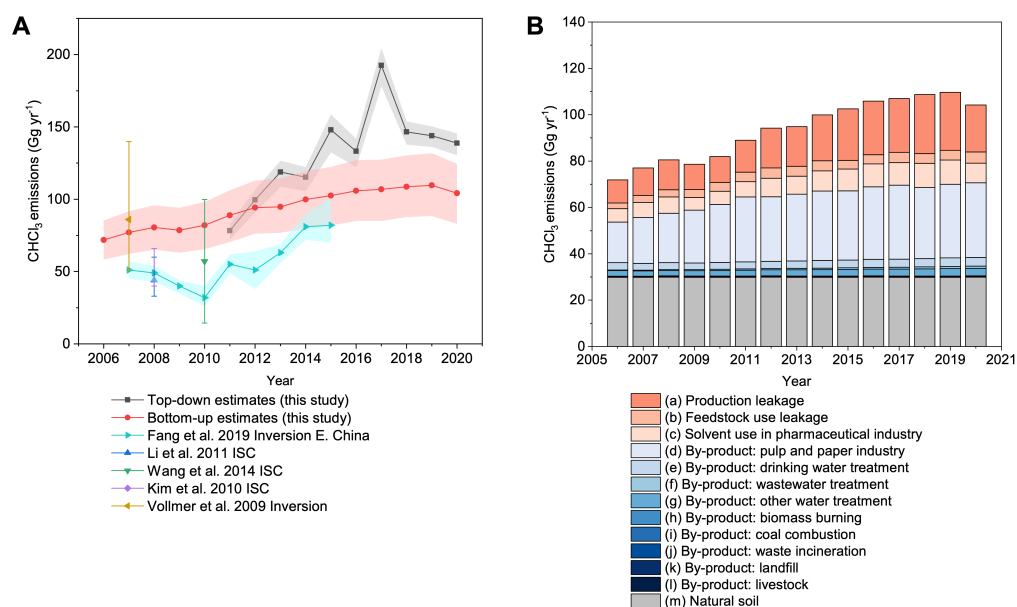 A
CHCl3 emissions (Gg yr-1)
200
150
100
50
0
2006 2008 2010 2012 2014 2016 2018 2020
Year
Top-down estimates (this study)
Bottom-up estimates (this study)
Fang et al. 2019 Inversion E. China
Li et al. 2011 ISC
Wang et al. 2014 ISC
Kim et al. 2010 ISC
Vollmer et al. 2009 Inversion
B
CHCl3 emissions (Gg yr-1)
140
120
100
80
60
40
20
0
2005 2007 2009 2011 2013 2015 2017 2019 2021
Year
(a) Production leakage
(b) Feedstock use leakage
(c) Solvent use in pharmaceutical industry
(d) By-product: pulp and paper industry
(e) By-product: drinking water treatment
(f) By-product: wastewater treatment
(g) By-product: other water treatment
(h) By-product: biomass burning
(i) By-product: coal combustion
(j) By-product: waste incineration
(k) By-product: landfill
(l) By-product: livestock
(m) Natural soil